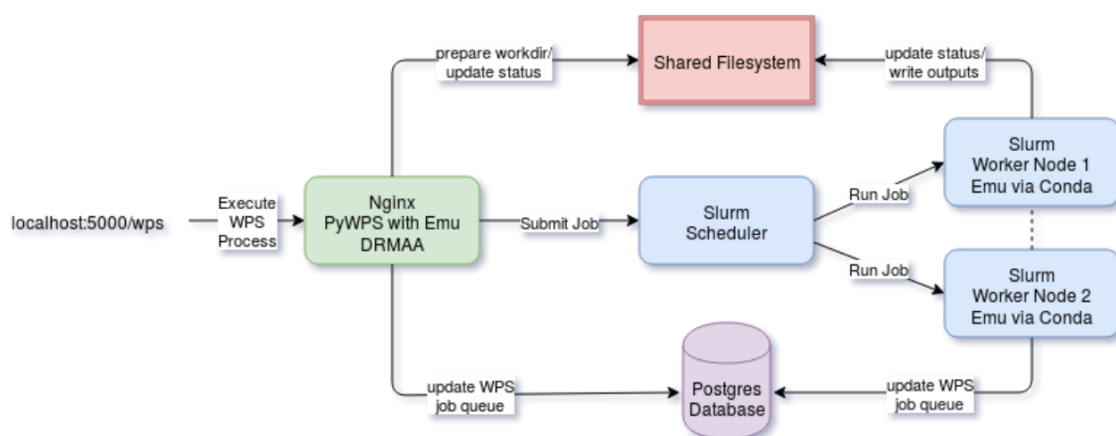 prepare workdir/
update status
Shared Filesystem
update status/
write outputs
Slurm
Worker Node 1
Emu via Conda
localhost:5000/wps
Execute
WPS
Process
Nginx
PyWPS with Emu
DRMAA
Submit Job
Slurm
Scheduler
Run Job
Run Job
Slurm
Worker Node 2
Emu via Conda
update WPS
job queue
Postgres
Database
update WPS
job queue